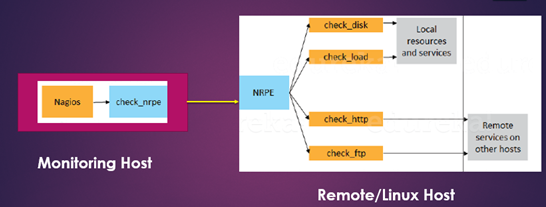 Nagios
check_nrpe
Monitoring Host
NRPE
check_disk
check_load
check_http
check_ftp
Local
resources
and services
Remote
services on
other hosts
Remote/Linux Host